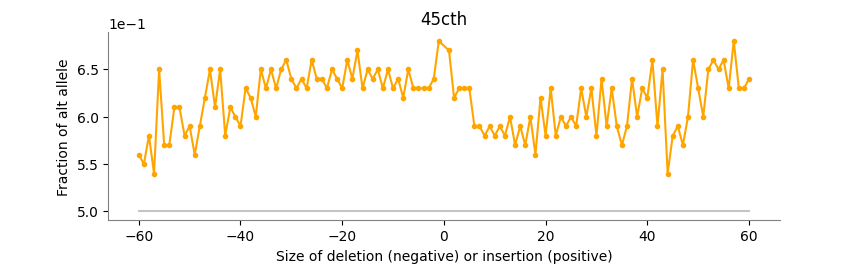 45cth
1e−1
Fraction of alt allele
6.5
6.0
5.5
5.0
−60 −40 −20 0 20 40 60
Size of deletion (negative) or insertion (positive)